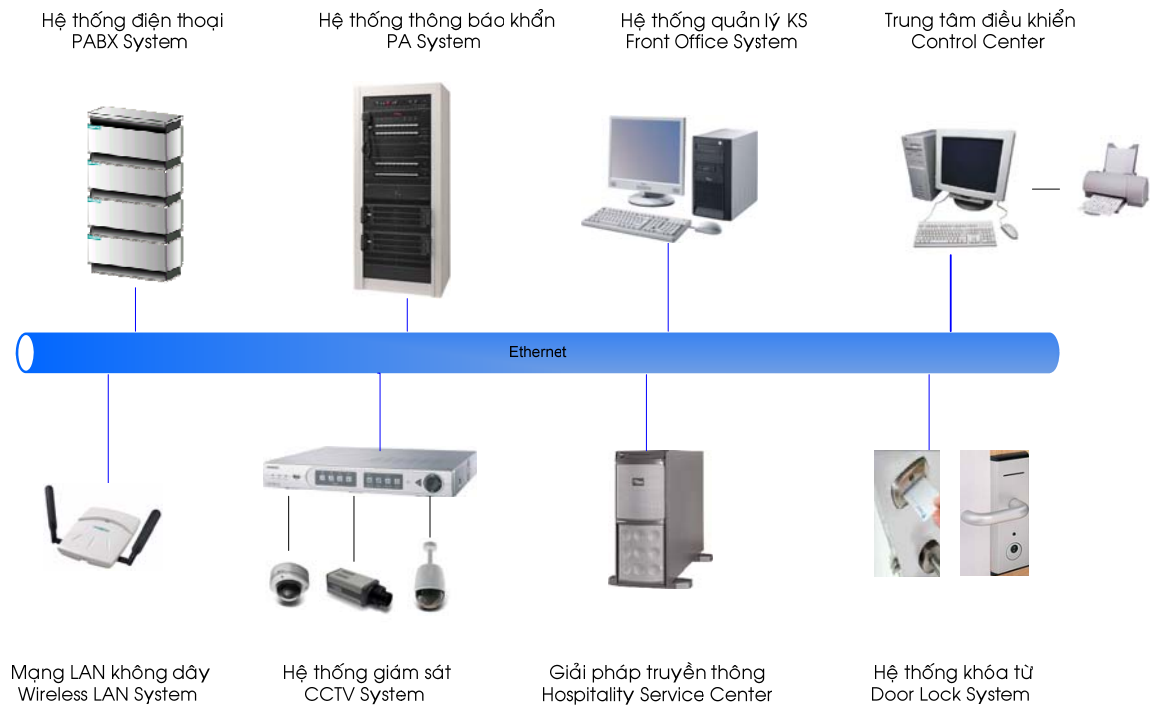 Hệ thống điện thoại
PABX System
Hệ thống thông báo khẩn
PA System
Hệ thống quản lý KS
Front Office System
Trung tâm điều khiển
Control Center
Ethernet
Mạng LAN không dây
Wireless LAN System
Hệ thống giám sát
CCTV System
Giải pháp truyền thông
Hospitality Service Center
Hệ thống khóa từ
Door Lock System